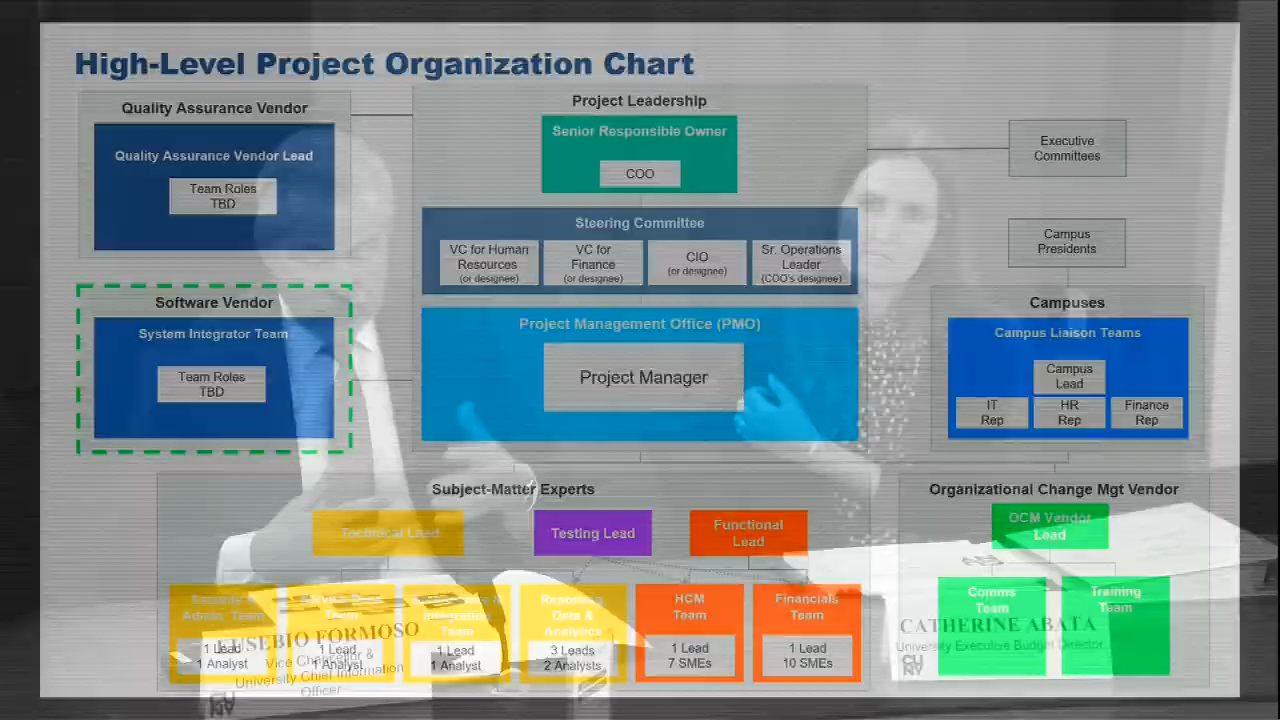 High-Level Project Organization Chart
Quality Assurance Vendor
Quality Assurance Vendor Lead
Team Roles
TBD
Project Leadership
Senior Responsible Owner
COO
Executive
Committees
Steering Committee
VC for Human
Resources
(or designee)
VC for
Finance
(or designee)
CIO
(or designee)
Sr. Operations
Leader
(COO's designee)
Campus
Presidents
Software Vendor
System Integrator Team
Team Roles
TBD
Project Management Office (PMO)
Project Manager
Campuses
Campus Liaison Teams
Campus
Lead
IT
Rep
HR
Rep
Finance
Rep
Subject-Matter Experts
Technical Lead
Testing Lead
Functional
Lead
Admin Team
1 Lead
1 Analyst
Team
1 Lead
1 Analyst
Integration
Team
1 Lead
1 Analyst
Reporting
Data &
Analytics
3 Leads
2 Analysts
HCM
Team
1 Lead
7 SMEs
Financials
Team
1 Lead
10 SMEs
Organizational Change Mgt Vendor
OCM Vendor
Lead
Comms
Team
Training
Team
EUSEBIO FORMOSO
Vice Chancellor &
University Chief Information
Officer
CUNY
CATHERINE ABATA
University Executive Budget Director
CUNY